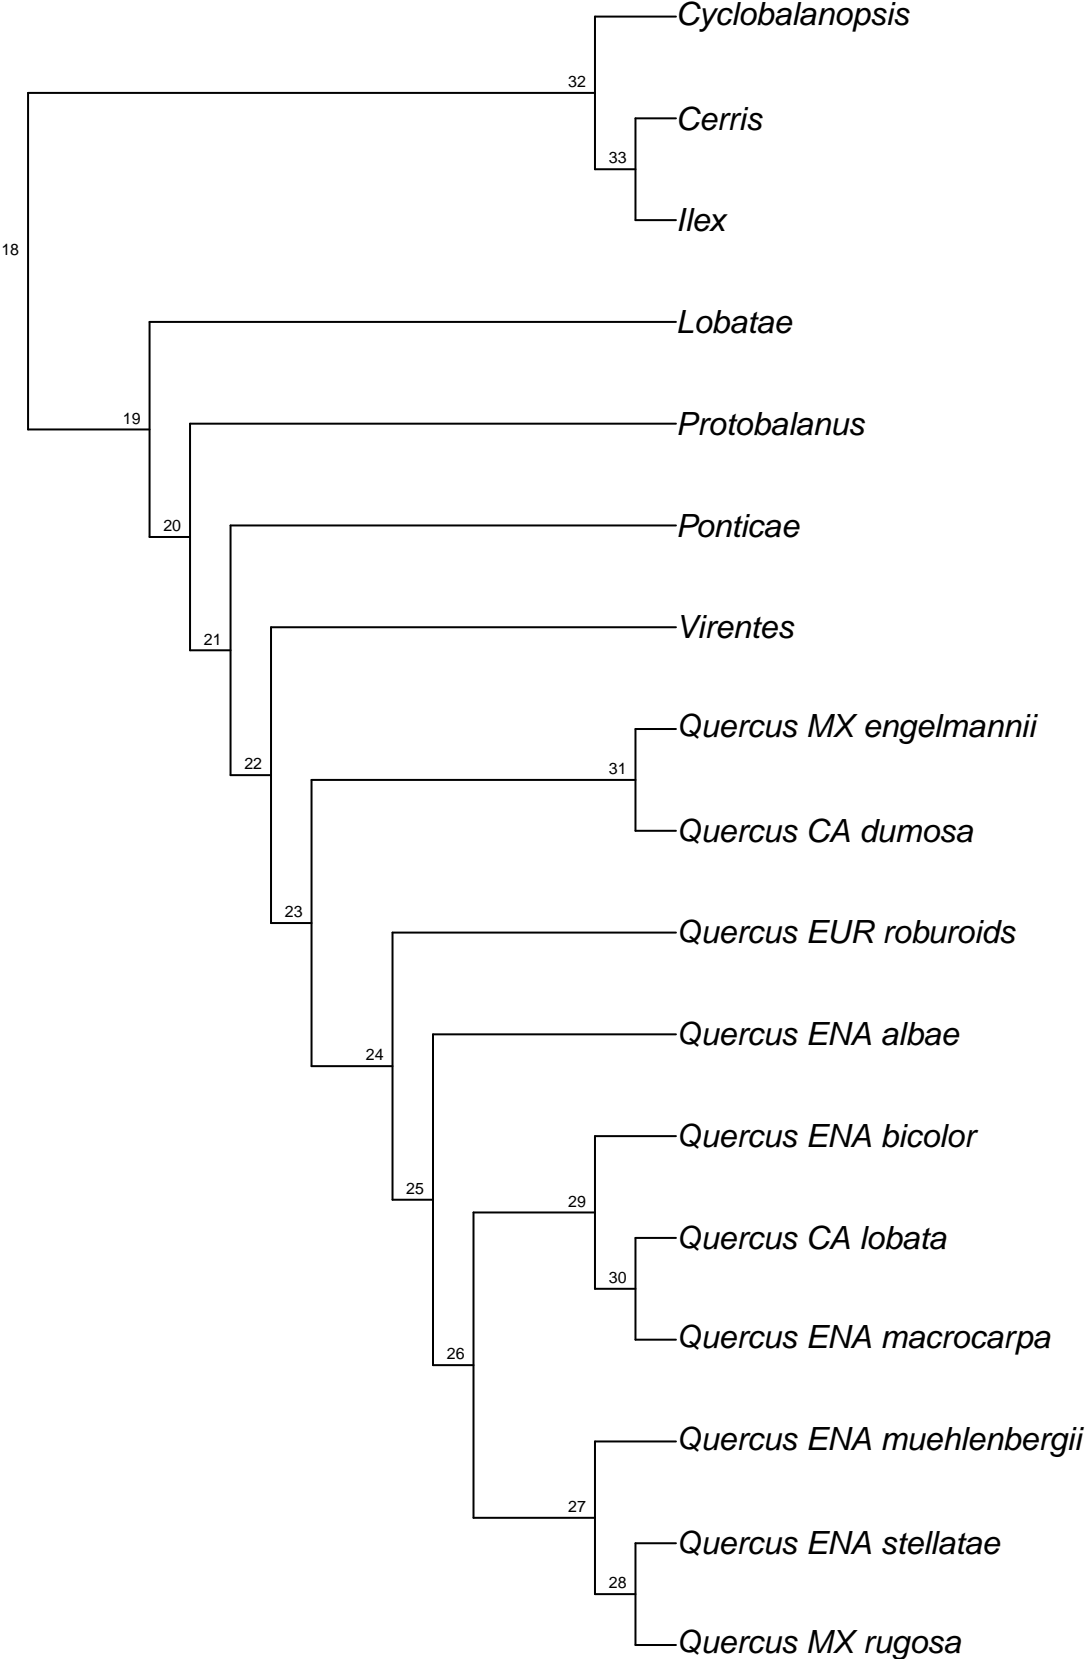 Cyclobalanopsis
32
Cerris
33
Ilex
18
Lobatae
19
Protobalanus
20
Ponticae
21
Virentes
Quercus MX engelmannii
22
31
Quercus CA dumosa
23
Quercus EUR roburoids
Quercus ENA albae
24
Quercus ENA bicolor
25
29
Quercus CA lobata
30
Quercus ENA macrocarpa
26
Quercus ENA muehlenbergii
27
Quercus ENA stellatae
28
Quercus MX rugosa